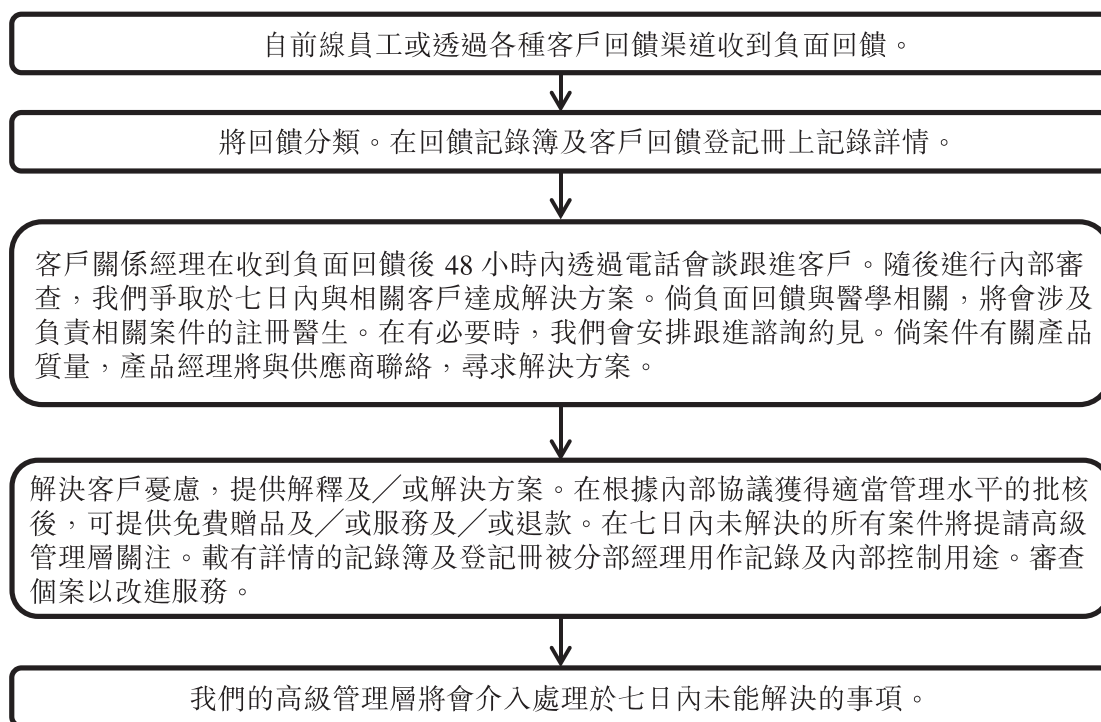 自前線員工或透過各種客戶回饋渠道收到負面回饋。
將回饋分類。在回饋記錄簿及客戶回饋登記冊上記錄詳情。
客戶關係經理在收到負面回饋後 48 小時內透過電話會談跟進客戶。隨後進行內部審
查，我們爭取於七日內與相關客戶達成解決方案。倘負面回饋與醫學相關，將會涉及
負責相關案件的註冊醫生。在有必要時，我們會安排跟進諮詢約見。倘案件有關產品
質量，產品經理將與供應商聯絡，尋求解決方案。
解決客戶憂慮，提供解釋及╱或解決方案。在根據內部協議獲得適當管理水平的批核
後，可提供免費贈品及╱或服務及╱或退款。在七日內未解決的所有案件將提請高級
管理層關注。載有詳情的記錄簿及登記冊被分部經理用作記錄及內部控制用途。審查
個案以改進服務。
我們的高級管理層將會介入處理於七日內未能解決的事項。